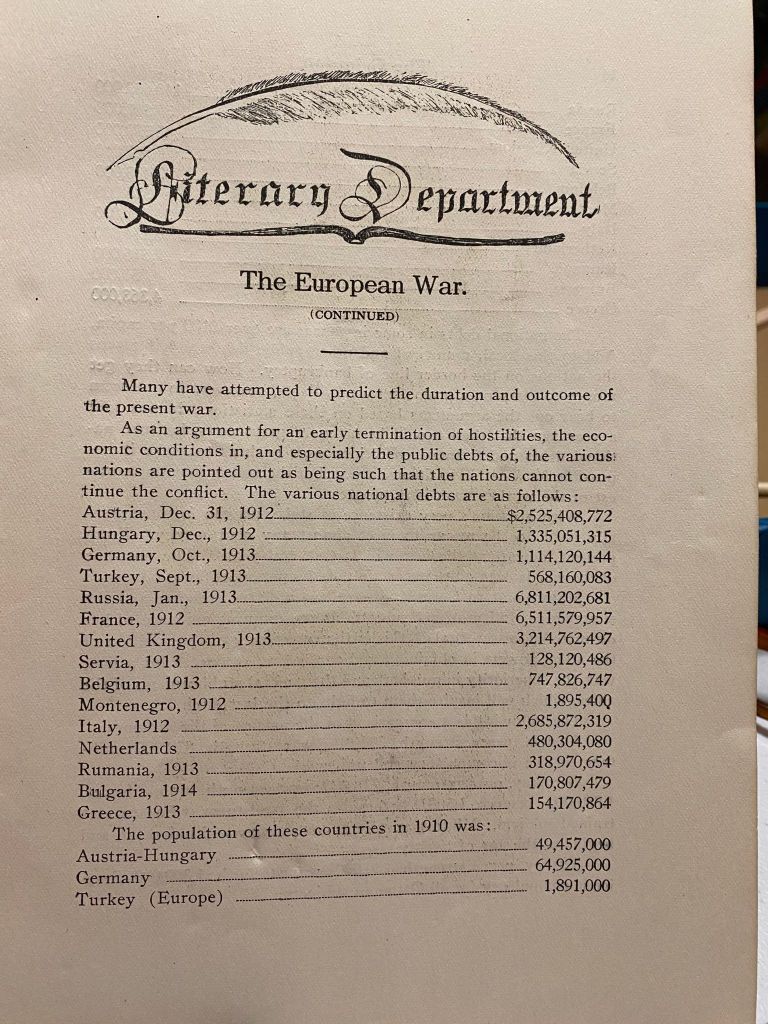 Literary Department
The European War.
(CONTINUED)
Many have attempted to predict the duration and outcome of
the present war.
As an argument for an early termination of hostilities, the eco-
nomic conditions in, and especially the public debts of, the various
nations are pointed out as being such that the nations cannot con-
tinue the conflict. The various national debts are as follows:
Austria, Dec. 31, 1912 $2,525,408,772
Hungary, Dec., 1912 1,335,051,315
Germany, Oct., 1913 1,114,120,144
Turkey, Sept., 1913 568,160,083
Russia, Jan., 1913 6,811,202,681
France, 1912 6,511,579,957
United Kingdom, 1913 3,214,762,497
Servia, 1913 128,120,486
Belgium, 1913 747,826,747
Montenegro, 1912 1,895,400
Italy, 1912 2,685,872,319
Netherlands 480,304,080
Rumania, 1913 318,970,654
Bulgaria, 1914 170,807,479
Greece, 1913 154,170,864
The population of these countries in 1910 was:
Austria-Hungary 49,457,000
Germany 64,925,000
Turkey (Europe) 1,891,000